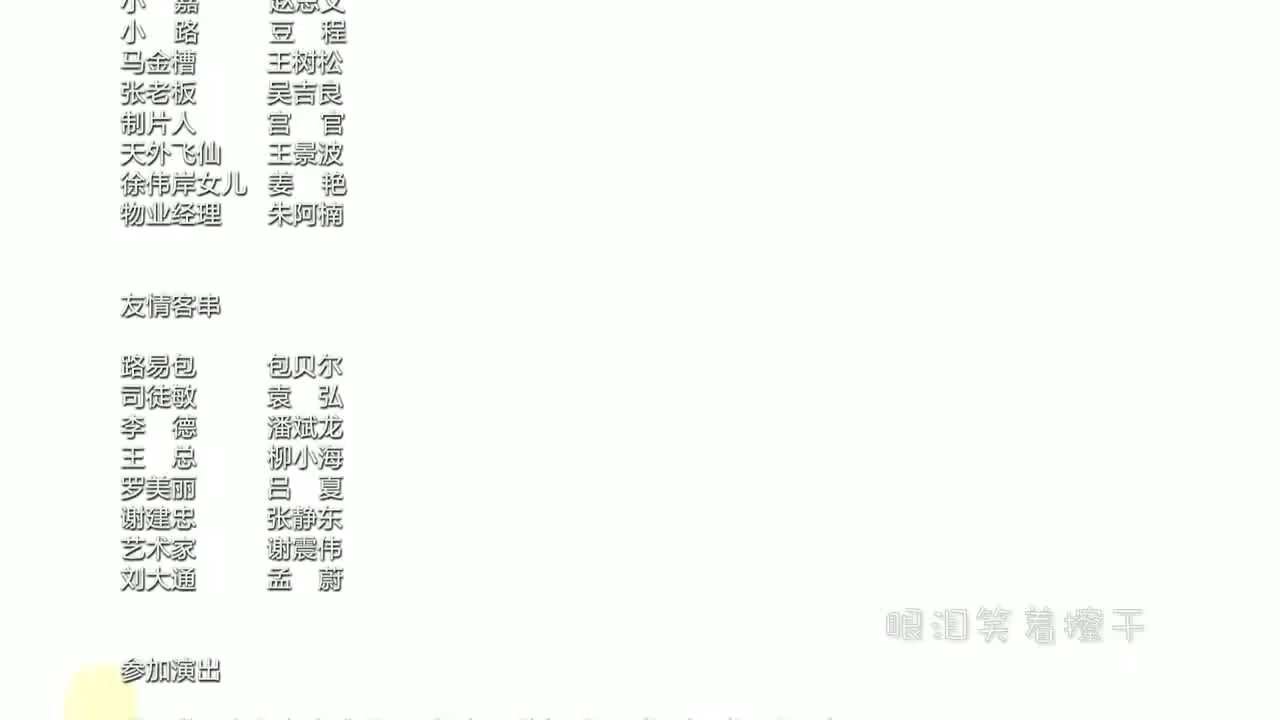 小 嘉 赵志文
小 路 豆 程
马金槽 王树松
张老板 吴吉良
制片人 宫 官
天外飞仙 王景波
徐伟岸女儿 姜 艳
物业经理 朱阿楠
友情客串
路易包 包贝尔
司徒敏 袁 弘
李 德 潘斌龙
王 总 柳小海
罗美丽 吕 夏
谢建忠 张静东
艺术家 谢震伟
刘大通 孟 蔚
眼泪笑着擦干
参加演出